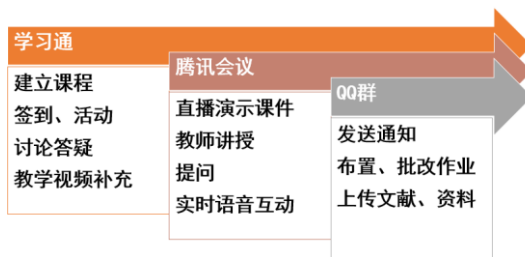 学习通
建立课程
签到、活动
讨论答疑
教学视频补充
腾讯会议
直播演示课件
教师讲授
提问
实时语音互动
QQ群
发送通知
布置、批改作业
上传文献、资料